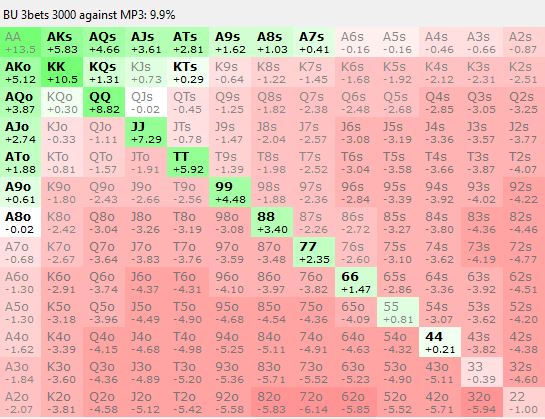 BU 3bets 3000 against MP3: 9.9%
AA AKs AQs AJs ATs A9s A8s A7s A6s A5s A4s A3s A2s
+13.5 +5.83 +4.66 +3.61 +2.81 +1.62 +1.03 +0.41 -0.16 -0.16 -0.46 -0.66 -0.87
AKo KK KQs KJs KTs K9s K8s K7s K6s K5s K4s K3s K2s
+5.12 +10.5 +1.31 +0.73 +0.29 -0.64 -1.22 -1.45 -1.68 -1.92 -2.12 -2.31 -2.51
AQo KQo QQ QJs QTs Q9s Q8s Q7s Q6s Q5s Q4s Q3s Q2s
+3.87 -0.30 +8.82 -0.02 -0.45 -1.25 -1.82 -2.38 -2.48 -2.68 -2.85 -3.05 -3.25
AJo KJo QJo JJ JTs J9s J8s J7s J6s J5s J4s J3s J2s
+2.74 -0.33 -1.11 +7.29 -0.78 -1.47 -2.04 -2.57 -3.08 -3.19 -3.36 -3.57 -3.77
ATo KTo QTo JTo TT T9s T8s T7s T6s T5s T4s T3s T2s
+1.88 -0.81 -1.57 -1.91 +5.92 -1.39 -1.98 -2.52 -3.04 -3.58 -3.66 -3.87 -4.07
A9o K9o Q9o J9o T9o 99 98s 97s 96s 95s 94s 93s 92s
+0.61 -1.80 -2.43 -2.66 -2.56 +4.48 -1.88 -2.36 -2.84 -3.39 -3.92 -4.02 -4.22
A8o K8o Q8o J8o T8o 98o 88 87s 86s 85s 84s 83s 82s
-0.02 -2.44 -3.04 -3.26 -3.19 -3.08 +3.40 -2.26 -2.72 -3.27 -3.80 -4.36 -4.46
A7o K7o Q7o J7o T7o 97o 87o 77 76s 75s 74s 73s 72s
-0.68 -2.67 -3.64 -3.83 -3.76 -3.59 -3.48 +2.35 -2.60 -3.10 -3.62 -4.19 -4.77
A6o K6o Q6o J6o T6o 96o 86o 76o 66 65s 64s 63s 62s
-1.30 -2.91 -3.74 -4.37 -4.31 -4.10 -3.97 -3.82 +1.47 -2.86 -3.36 -3.92 -4.51
A5o K5o Q5o J5o T5o 95o 85o 75o 65o 55 54s 53s 52s
-1.30 -3.18 -3.96 -4.49 -4.90 -4.68 -4.54 -4.36 -4.09 +0.81 -3.07 -3.62 -4.20
A4o K4o Q4o J4o T4o 94o 84o 74o 64o 54o 44 43s 42s
-1.62 -3.39 -4.15 -4.68 -4.98 -5.25 -5.11 -4.91 -4.63 -4.32 +0.21 -3.82 -4.38
A3o K3o Q3o J3o T3o 93o 83o 73o 63o 53o 43o 33 32s
-1.84 -3.60 -4.36 -4.89 -5.20 -5.36 -5.71 -5.52 -5.23 -4.90 -5.11 -0.39 -4.60
A2o K2o Q2o J2o T2o 92o 82o 72o 62o 52o 42o 32o 22
-2.07 -3.81 -4.58 -5.12 -5.42 -5.58 -5.83 -6.14 -5.85 -5.52 -5.71 -5.94 -1.00